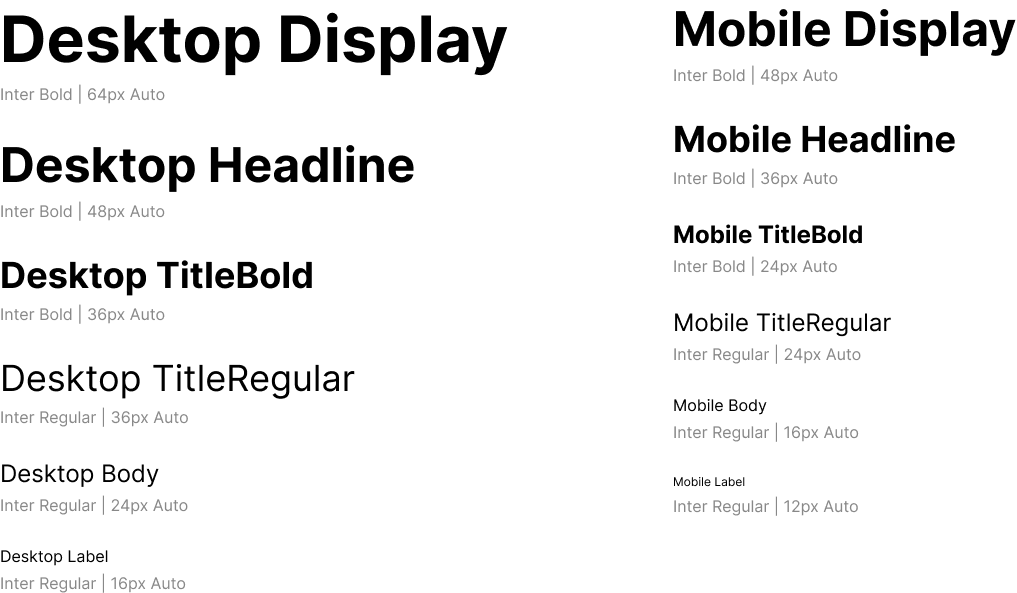 Desktop Display
Inter Bold | 64px Auto
Desktop Headline
Inter Bold | 48px Auto
Desktop TitleBold
Inter Bold | 36px Auto
Desktop TitleRegular
Inter Regular | 36px Auto
Desktop Body
Inter Regular | 24px Auto
Desktop Label
Inter Regular | 16px Auto
Mobile Display
Inter Bold | 48px Auto
Mobile Headline
Inter Bold | 36px Auto
Mobile TitleBold
Inter Bold | 24px Auto
Mobile TitleRegular
Inter Regular | 24px Auto
Mobile Body
Inter Regular | 16px Auto
Mobile Label
Inter Regular | 12px Auto